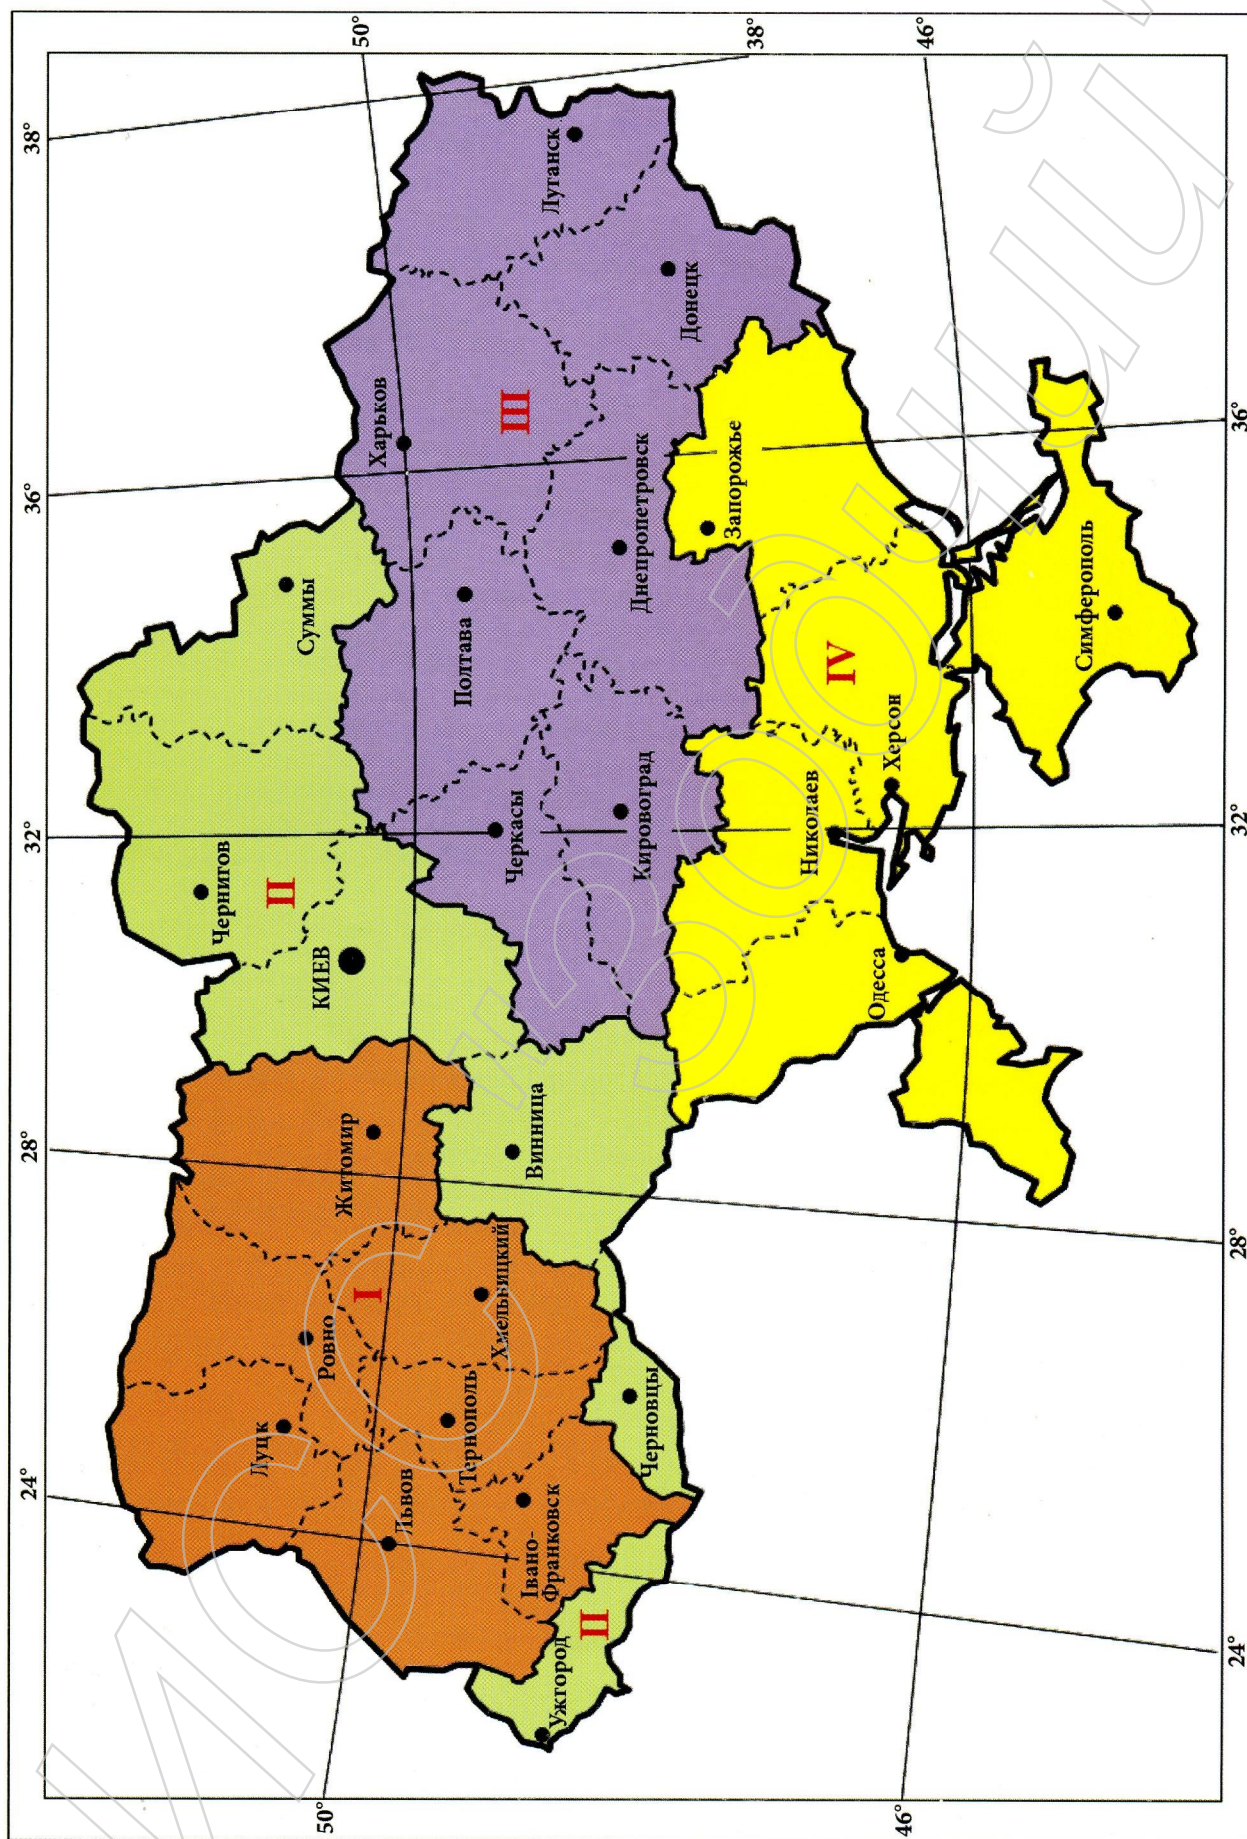 24°
28°
32°
36°
38°
Чернигов
II
Суммы
Луцк
Ровно
КИЕВ
50°
Житомир
I
Харьков
50°
Львов
Тернополь
Хмельницкий
Полтава
Черкассы
III
Івано-
Франковск
Винница
Луганск
Ужгород
II
Черновцы
Кировоград
Днепропетровск
Донецк
Запорожье
38°
Николаев
IV
Одесса
Херсон
46°
46°
Симферополь
24°
28°
32°
36°